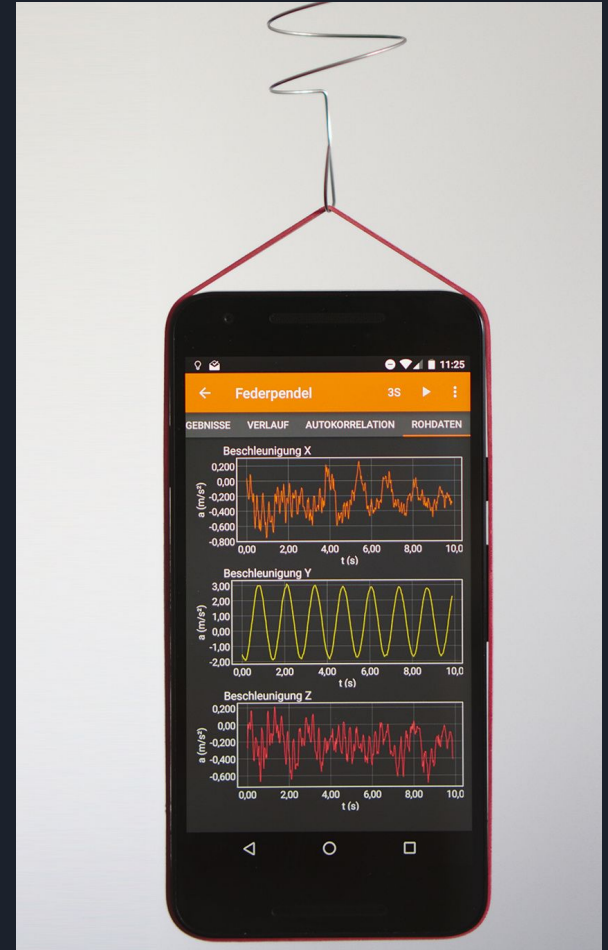 11:25
Federpendel 3S
GEBNISSE VERLAUF AUTOKORRELATION ROHDATEN
Beschleunigung X
a (m/s²)
0,200
0,00
-0,200
-0,400
-0,600
-0,800
0,00 2,00 4,00 6,00 8,00 10,0
t (s)
Beschleunigung Y
a (m/s²)
3,00
2,00
1,00
0,00
-1,00
-2,00
0,00 2,00 4,00 6,00 8,00 10,0
t (s)
Beschleunigung Z
a (m/s²)
0,200
0,00
-0,200
-0,400
-0,600
0,00 2,00 4,00 6,00 8,00 10,0
t (s)